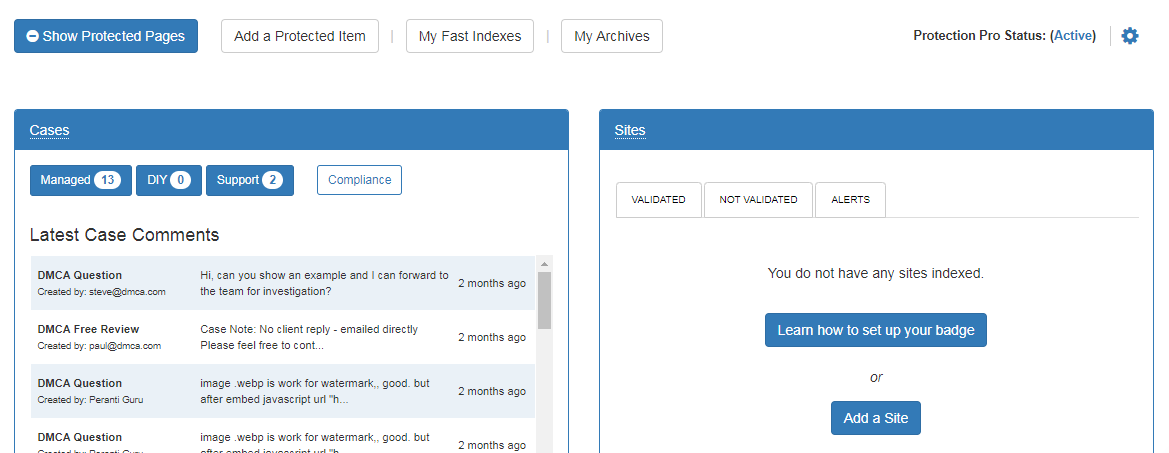 Show Protected Pages
Add a Protected Item
|
My Fast Indexes
|
My Archives
Protection Pro Status: (Active)
Cases
Managed 13
DIY 0
Support 2
Compliance
Latest Case Comments
DMCA Question
Created by: steve@dmca.com
Hi, can you show an example and I can forward to
the team for investigation?
2 months ago
DMCA Free Review
Created by: paul@dmca.com
Case Note: No client reply - emailed directly
Please feel free to cont...
2 months ago
DMCA Question
Created by: Peranti Guru
image .webp is work for watermark,, good. but
after embed javascript url "h...
2 months ago
DMCA Question
Created by: Peranti Guru
image .webp is work for watermark,, good. but
after embed javascript url "h
2 months ago
Sites
VALIDATED
NOT VALIDATED
ALERTS
You do not have any sites indexed.
Learn how to set up your badge
or
Add a Site